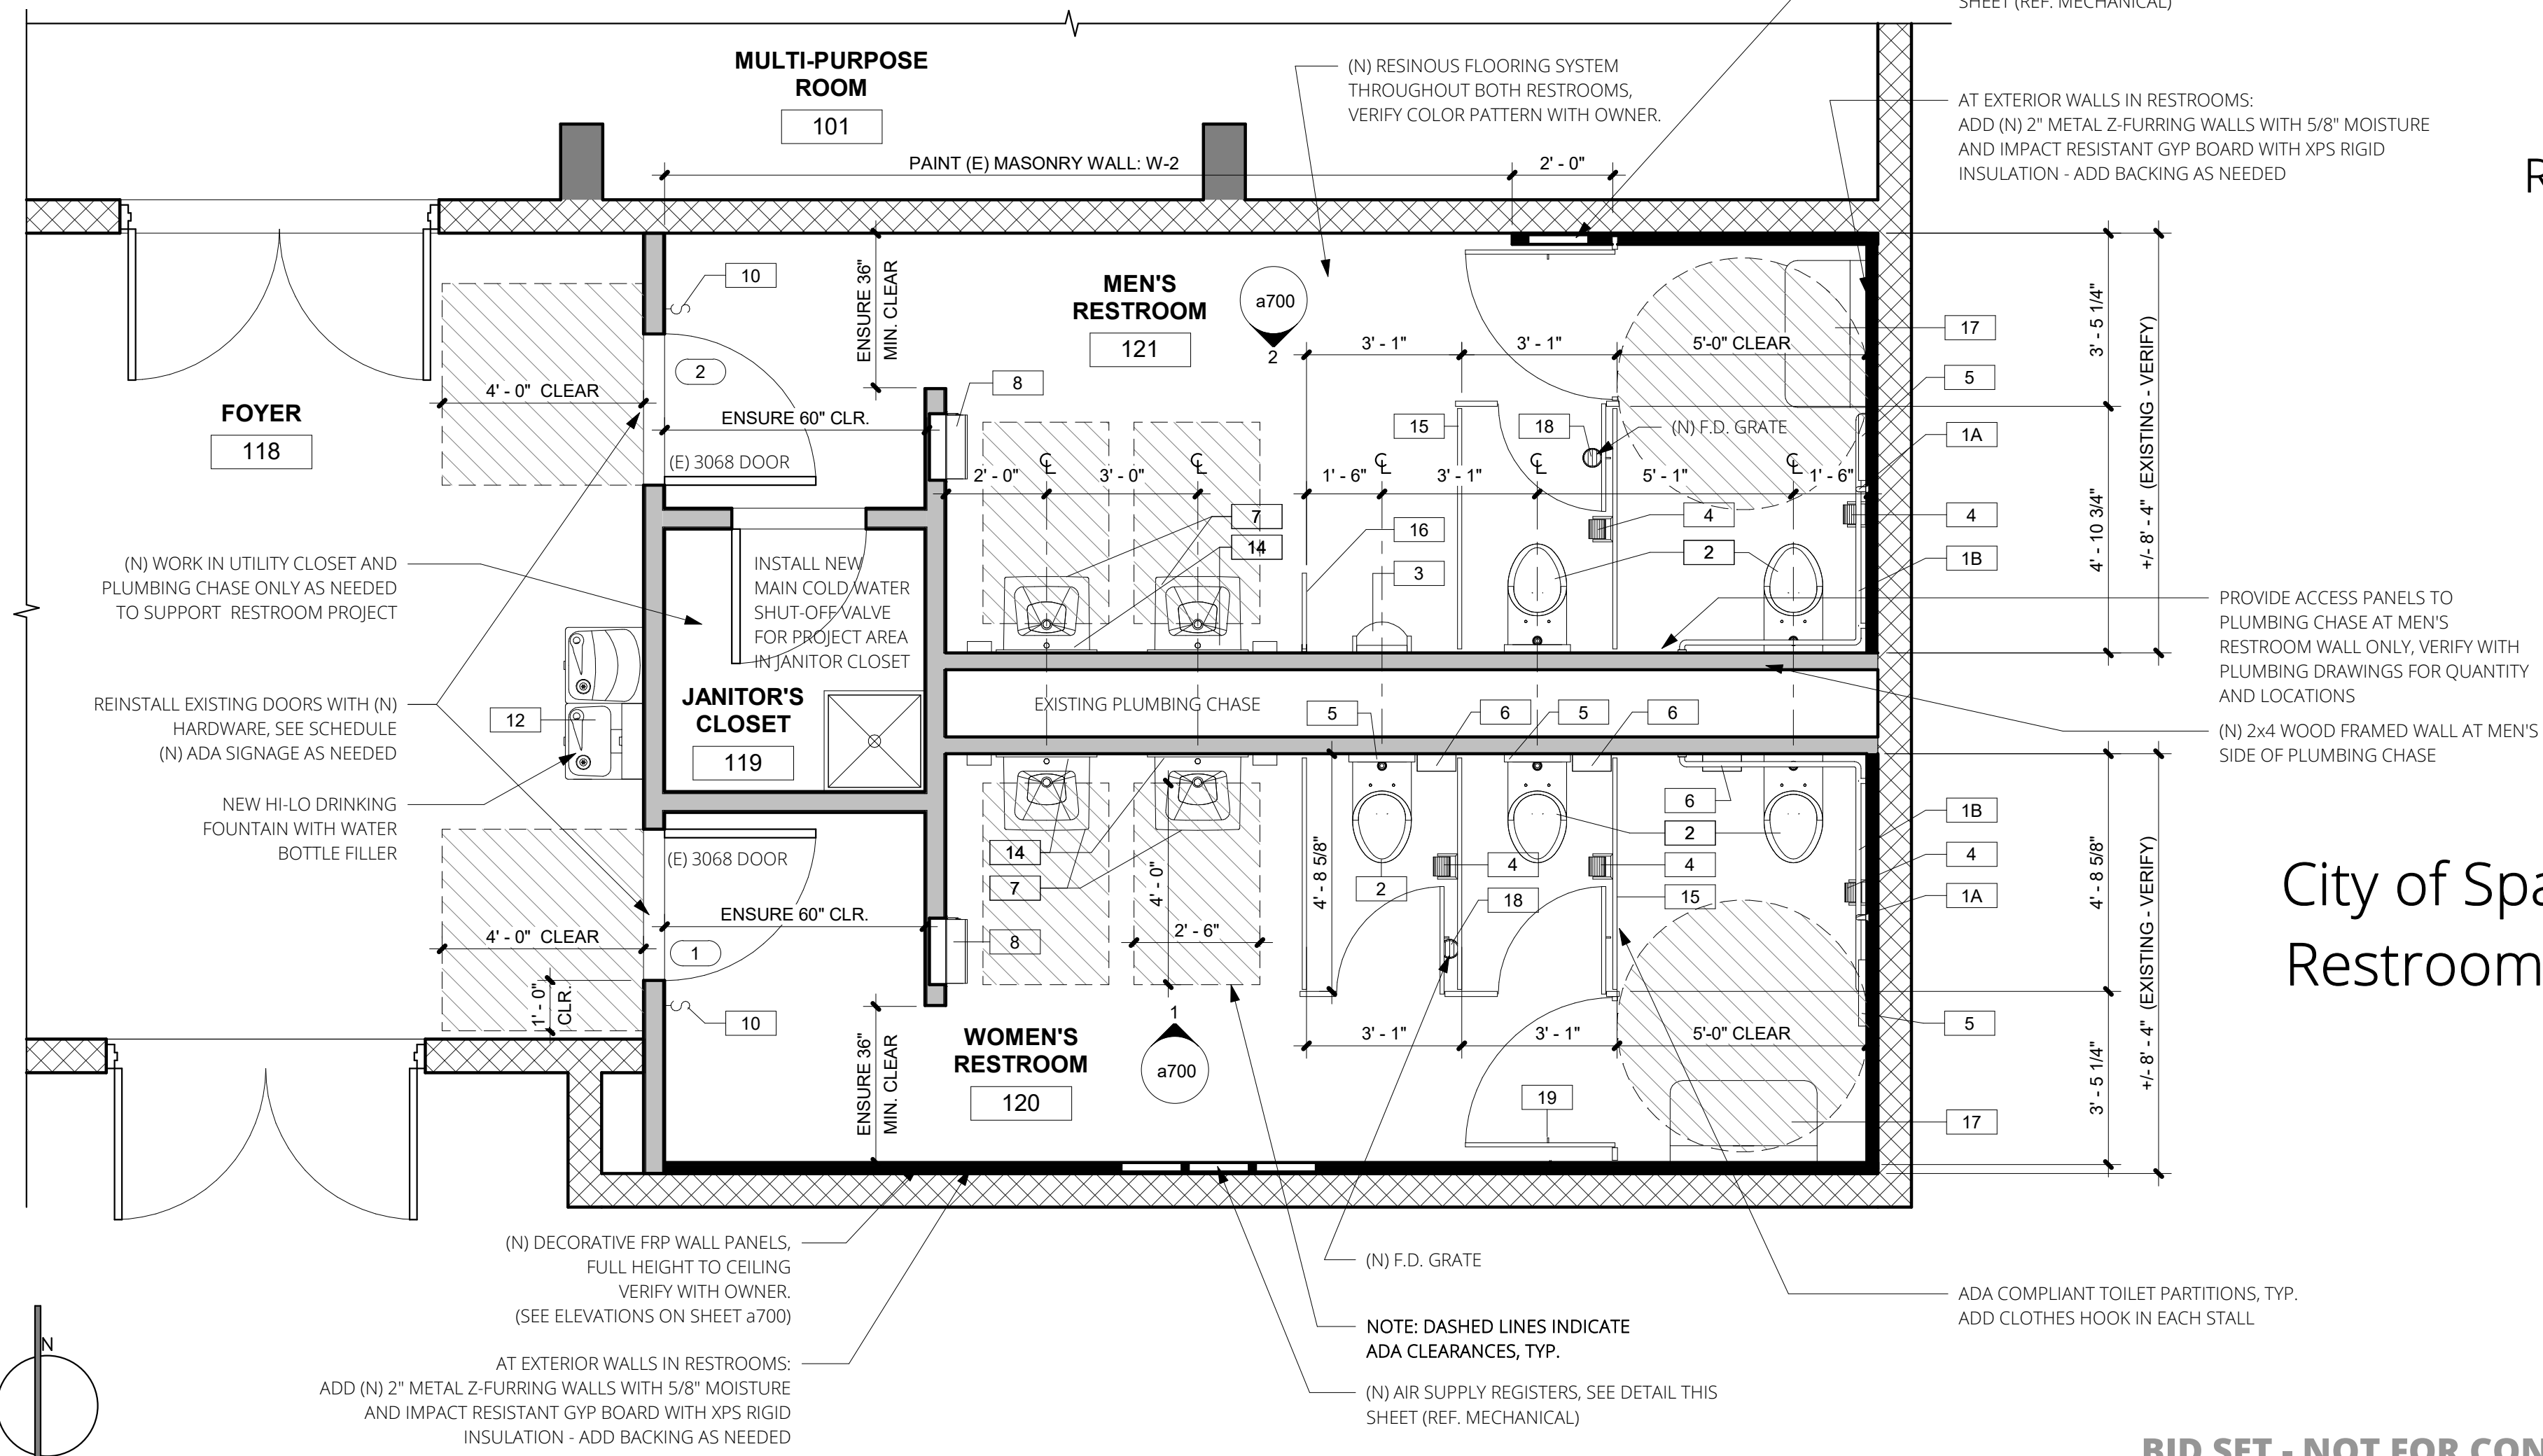 SHEET (REF. MECHANICAL)
MULTI-PURPOSE
ROOM
101
(N) RESINOUS FLOORING SYSTEM
THROUGHOUT BOTH RESTROOMS,
VERIFY COLOR PATTERN WITH OWNER.
AT EXTERIOR WALLS IN RESTROOMS:
ADD (N) 2" METAL Z-FURRING WALLS WITH 5/8" MOISTURE
AND IMPACT RESISTANT GYP BOARD WITH XPS RIGID
INSULATION - ADD BACKING AS NEEDED
R
PAINT (E) MASONRY WALL: W-2
2' - 0"
10
ENSURE 36"
MIN. CLEAR
MEN'S
RESTROOM
121
a700
2
3' - 1"
3' - 1"
5'-0" CLEAR
17
3' - 5 1/4"
+/- 8' - 4" (EXISTING - VERIFY)
2
8
5
4' - 0" CLEAR
FOYER
118
ENSURE 60" CLR.
15
18
(N) F.D. GRATE
1A
(E) 3068 DOOR
2' - 0"
3' - 0"
1' - 6"
3' - 1"
5' - 1"
1' - 6"
℄
℄
℄
℄
℄
4' - 10 3/4"
7
14
16
4
4
3
2
1B
(N) WORK IN UTILITY CLOSET AND
PLUMBING CHASE ONLY AS NEEDED
TO SUPPORT RESTROOM PROJECT
INSTALL NEW
MAIN COLD WATER
SHUT-OFF VALVE
FOR PROJECT AREA
IN JANITOR CLOSET
PROVIDE ACCESS PANELS TO
PLUMBING CHASE AT MEN'S
RESTROOM WALL ONLY, VERIFY WITH
PLUMBING DRAWINGS FOR QUANTITY
AND LOCATIONS
REINSTALL EXISTING DOORS WITH (N)
HARDWARE, SEE SCHEDULE
(N) ADA SIGNAGE AS NEEDED
12
JANITOR'S
CLOSET
119
EXISTING PLUMBING CHASE
5
6
5
6
(N) 2x4 WOOD FRAMED WALL AT MEN'S
SIDE OF PLUMBING CHASE
NEW HI-LO DRINKING
FOUNTAIN WITH WATER
BOTTLE FILLER
6
2
1B
(E) 3068 DOOR
14
7
4' - 0"
4' - 8 5/8"
2
4
4
18
15
4
1A
4' - 8 5/8"
+/- 8' - 4" (EXISTING - VERIFY)
City of Spa
Restroom
ENSURE 60" CLR.
4' - 0" CLEAR
1
8
2' - 6"
1' - 0"
CLR.
10
ENSURE 36"
MIN. CLEAR
WOMEN'S
RESTROOM
120
1
a700
3' - 1"
3' - 1"
5'-0" CLEAR
5
19
17
3' - 5 1/4"
(N) DECORATIVE FRP WALL PANELS,
FULL HEIGHT TO CEILING
VERIFY WITH OWNER.
(SEE ELEVATIONS ON SHEET a700)
(N) F.D. GRATE
ADA COMPLIANT TOILET PARTITIONS, TYP.
ADD CLOTHES HOOK IN EACH STALL
NOTE: DASHED LINES INDICATE
ADA CLEARANCES, TYP.
N
AT EXTERIOR WALLS IN RESTROOMS:
ADD (N) 2" METAL Z-FURRING WALLS WITH 5/8" MOISTURE
AND IMPACT RESISTANT GYP BOARD WITH XPS RIGID
INSULATION - ADD BACKING AS NEEDED
(N) AIR SUPPLY REGISTERS, SEE DETAIL THIS
SHEET (REF. MECHANICAL)
BID SET - NOT FOR CON